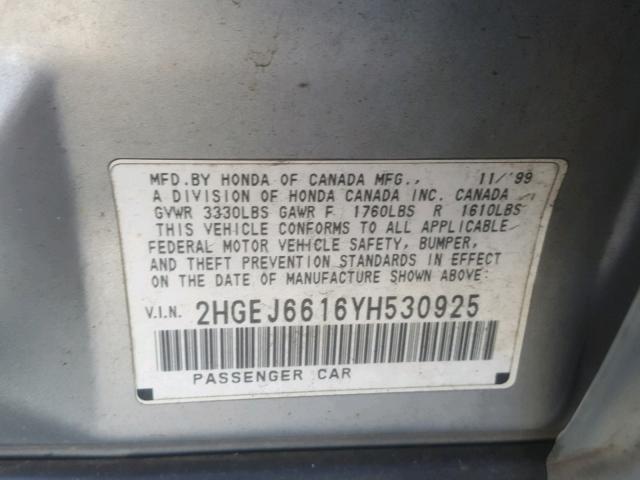 MFD.BY HONDA OF CANADA MFG., 11/'99
A DIVISION OF HONDA CANADA INC. CANADA
GVWR 3330LBS GAWR F 1760LBS R 1610LBS
THIS VEHICLE CONFORMS TO ALL APPLICABLE
FEDERAL MOTOR VEHICLE SAFETY, BUMPER,
AND THEFT PREVENTION STANDARDS IN EFFECT
ON THE DATE OF MANUFACTURE SHOWN ABOVE:
V.I.N. 2HGEJ6616YH530925
PASSENGER CAR